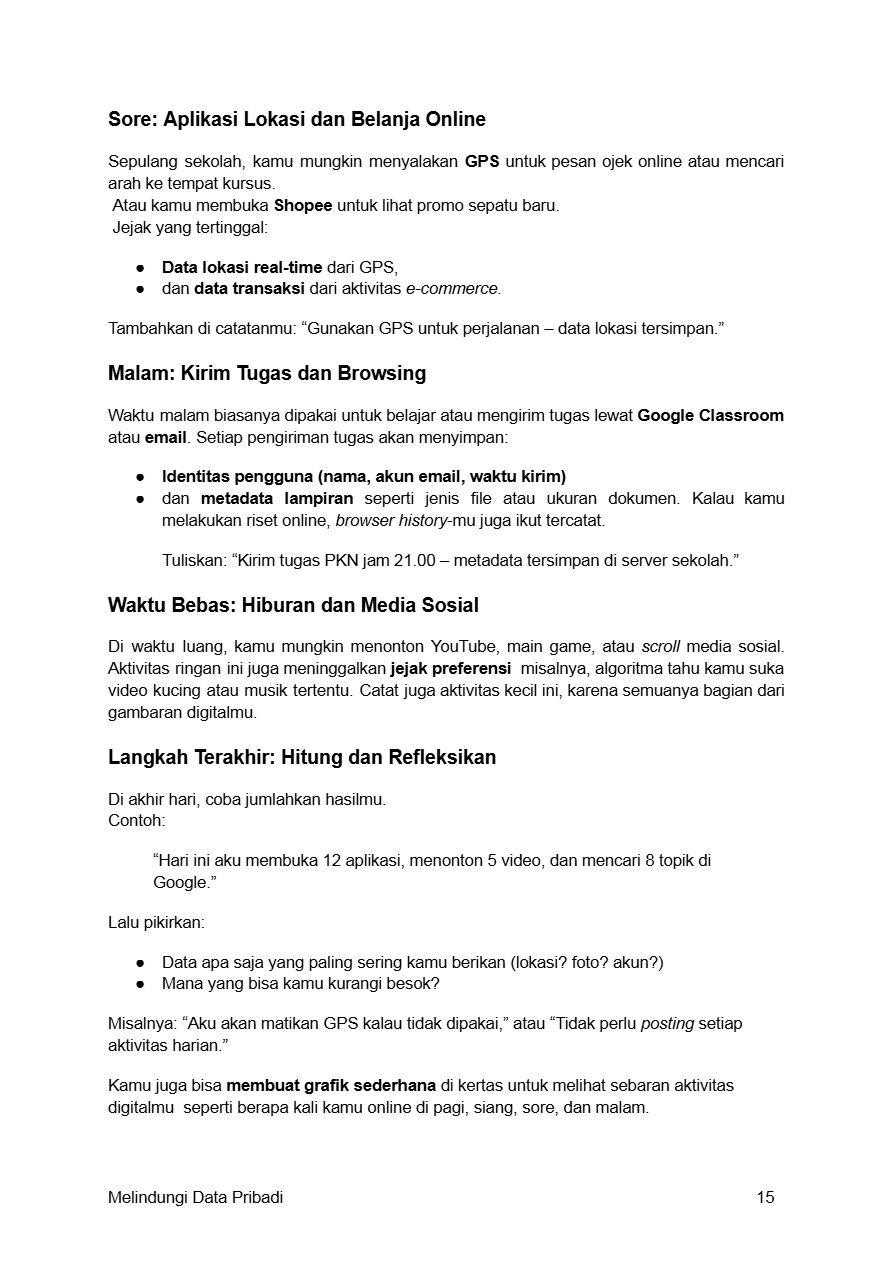 Sore: Aplikasi Lokasi dan Belanja Online
Sepulang sekolah, kamu mungkin menyalakan GPS untuk pesan ojek online atau mencari
arah ke tempat kursus.
Atau kamu membuka Shopee untuk lihat promo sepatu baru.
Jejak yang tertinggal:
● Data lokasi real-time dari GPS,
● dan data transaksi dari aktivitas e-commerce.
Tambahkan di catatanmu: “Gunakan GPS untuk perjalanan – data lokasi tersimpan.”
Malam: Kirim Tugas dan Browsing
Waktu malam biasanya dipakai untuk belajar atau mengirim tugas lewat Google Classroom
atau email. Setiap pengiriman tugas akan menyimpan:
● Identitas pengguna (nama, akun email, waktu kirim)
● dan metadata lampiran seperti jenis file atau ukuran dokumen. Kalau kamu
melakukan riset online, browser history-mu juga ikut tercatat.
Tuliskan: “Kirim tugas PKN jam 21.00 – metadata tersimpan di server sekolah.”
Waktu Bebas: Hiburan dan Media Sosial
Di waktu luang, kamu mungkin menonton YouTube, main game, atau scroll media sosial.
Aktivitas ringan ini juga meninggalkan jejak preferensi misalnya, algoritma tahu kamu suka
video kucing atau musik tertentu. Catat juga aktivitas kecil ini, karena semuanya bagian dari
gambaran digitalmu.
Langkah Terakhir: Hitung dan Refleksikan
Di akhir hari, coba jumlahkan hasilmu.
Contoh:
“Hari ini aku membuka 12 aplikasi, menonton 5 video, dan mencari 8 topik di
Google.”
Lalu pikirkan:
● Data apa saja yang paling sering kamu berikan (lokasi? foto? akun?)
● Mana yang bisa kamu kurangi besok?
Misalnya: “Aku akan matikan GPS kalau tidak dipakai,” atau “Tidak perlu posting setiap
aktivitas harian.”
Kamu juga bisa membuat grafik sederhana di kertas untuk melihat sebaran aktivitas
digitalmu seperti berapa kali kamu online di pagi, siang, sore, dan malam.
Melindungi Data Pribadi 15